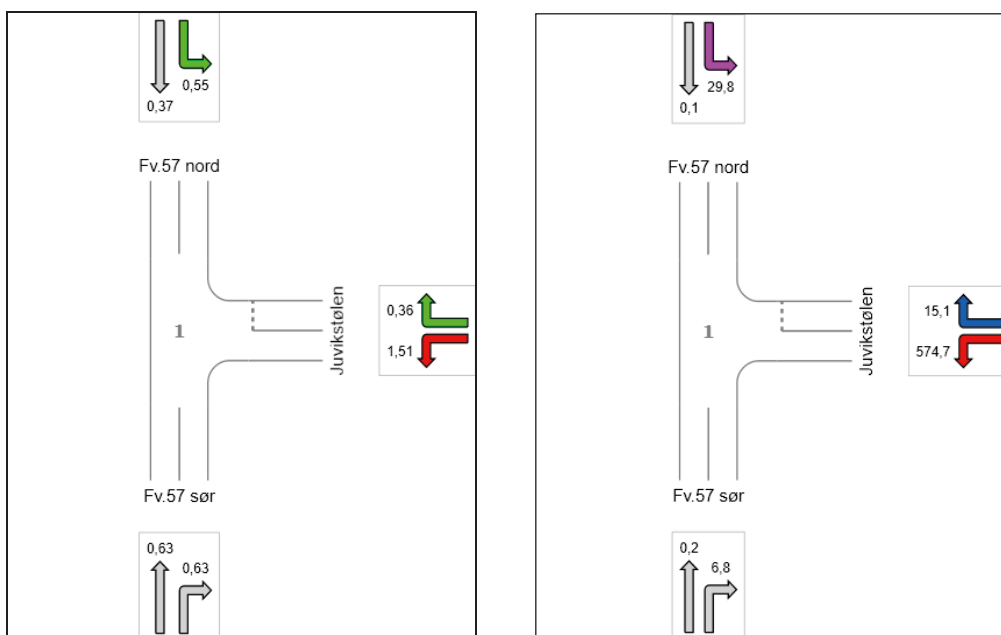 0,55
0,37
Fv.57 nord
0,36
1,51
Juvikstølen
1
Fv.57 sør
0,63
0,63
29,8
0,1
Fv.57 nord
15,1
574,7
Juvikstølen
1
Fv.57 sør
0,2
6,8